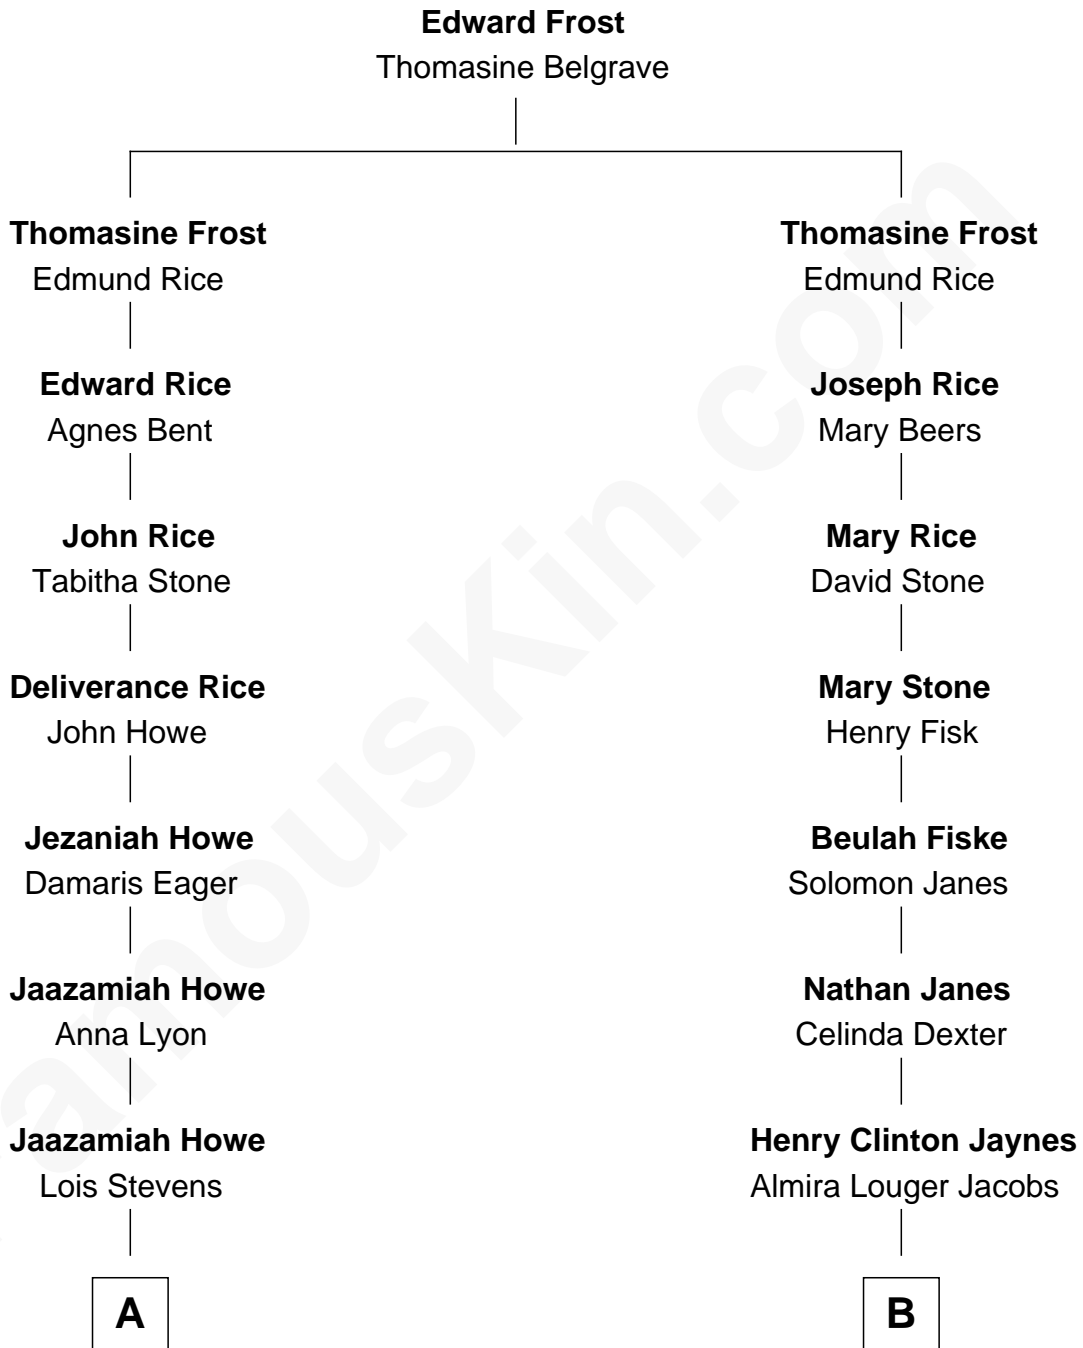 Edward Frost
Thomasine Belgrave
Thomasine Frost
Edmund Rice
Edward Rice
Agnes Bent
John Rice
Tabitha Stone
Deliverance Rice
John Howe
Jezaniah Howe
Damaris Eager
Jaazamiah Howe
Anna Lyon
Jaazamiah Howe
Lois Stevens
A
Thomasine Frost
Edmund Rice
Joseph Rice
Mary Beers
Mary Rice
David Stone
Mary Stone
Henry Fisk
Beulah Fiske
Solomon Janes
Nathan Janes
Celinda Dexter
Henry Clinton Jaynes
Almira Louger Jacobs
B
amouskin.com